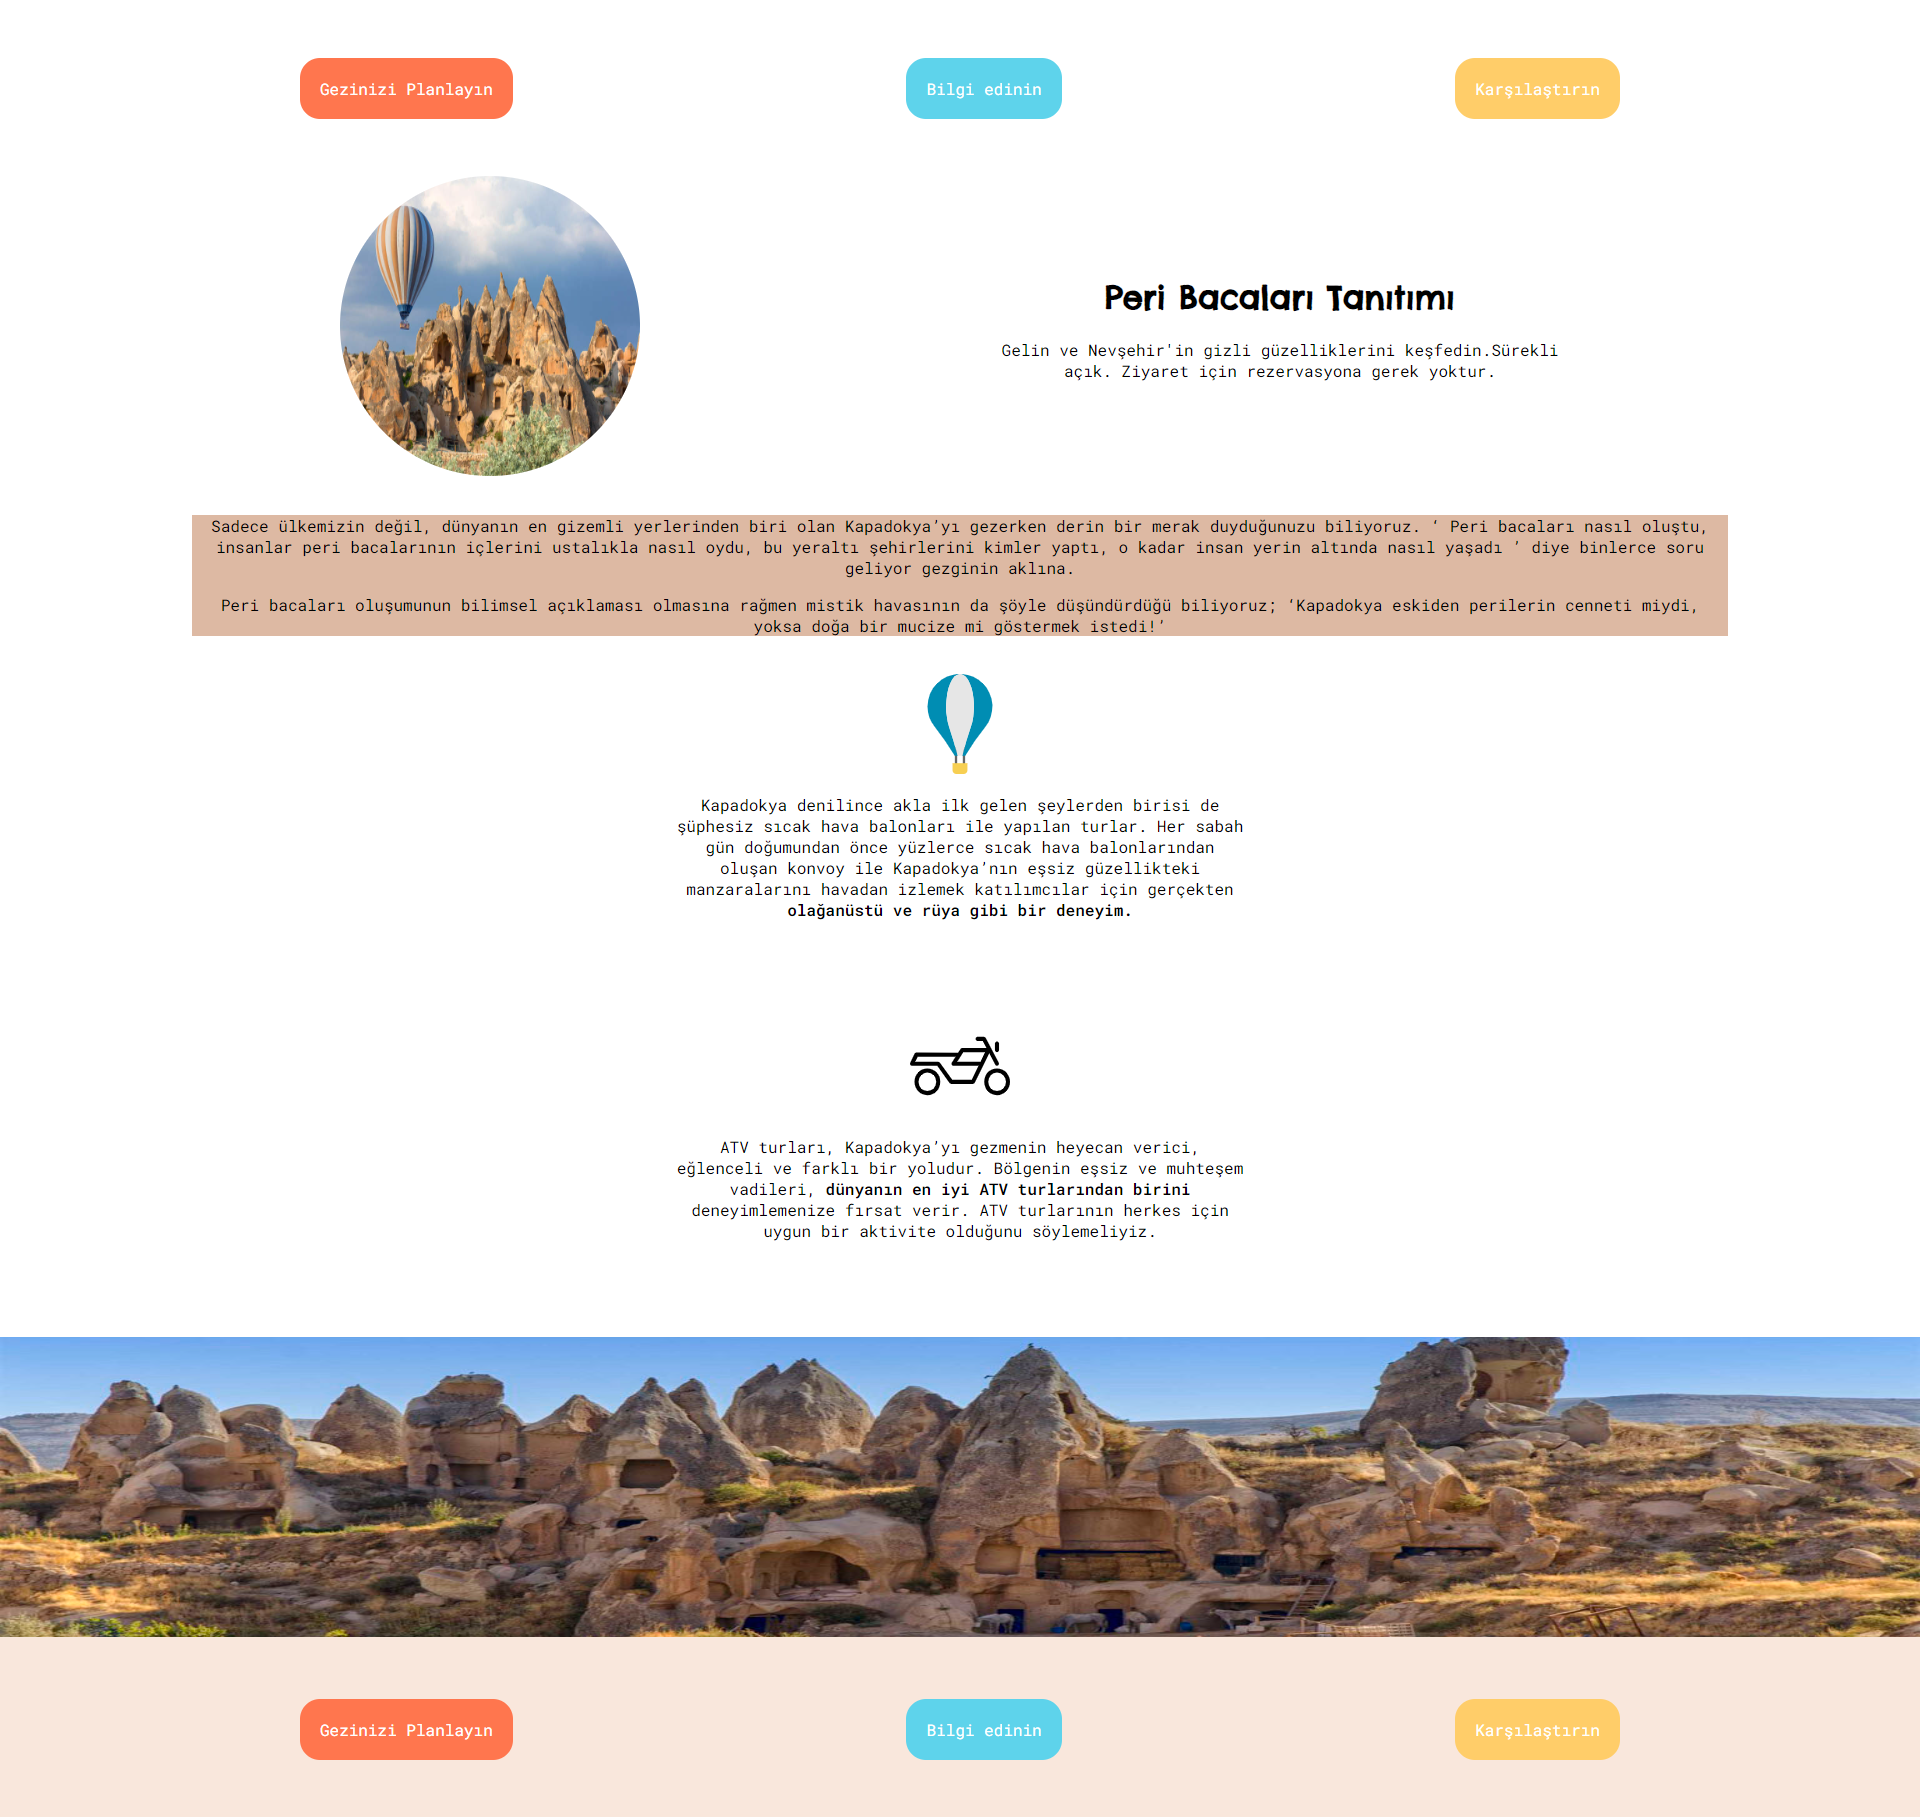 Gezinizi Planlayın
Bilgi edinin
Karşılaştırın
Peri Bacaları Tanıtımı
Gelin ve Nevşehir'in gizli güzelliklerini keşfedin.Sürekli
açık. Ziyaret için rezervasyona gerek yoktur.
Sadece ülkemizin değil, dünyanın en gizemli yerlerinden biri olan Kapadokya’yı gezerken derin bir merak duyduğunuzu biliyoruz. ‘ Peri bacaları nasıl oluştu,
insanlar peri bacalarının içlerini ustalıkla nasıl oydu, bu yeraltı şehirlerini kimler yaptı, o kadar insan yerin altında nasıl yaşadı ’ diye binlerce soru
geliyor gezginin aklına.
Peri bacaları oluşumunun bilimsel açıklaması olmasına rağmen mistik havasının da şöyle düşündürdüğü biliyoruz; ‘Kapadokya eskiden perilerin cenneti miydi,
yoksa doğa bir mucize mi göstermek istedi!’
Kapadokya denilince akla ilk gelen şeylerden birisi de
şüphesiz sıcak hava balonları ile yapılan turlar. Her sabah
gün doğumundan önce yüzlerce sıcak hava balonlarından
oluşan konvoy ile Kapadokya’nın eşsiz güzellikteki
manzaralarını havadan izlemek katılımcılar için gerçekten
olağanüstü ve rüya gibi bir deneyim.
ATV turları, Kapadokya’yı gezmenin heyecan verici,
eğlenceli ve farklı bir yoludur. Bölgenin eşsiz ve muhteşem
vadileri, dünyanın en iyi ATV turlarından birini
deneyimlemenize fırsat verir. ATV turlarının herkes için
uygun bir aktivite olduğunu söylemeliyiz.
Gezinizi Planlayın
Bilgi edinin
Karşılaştırın